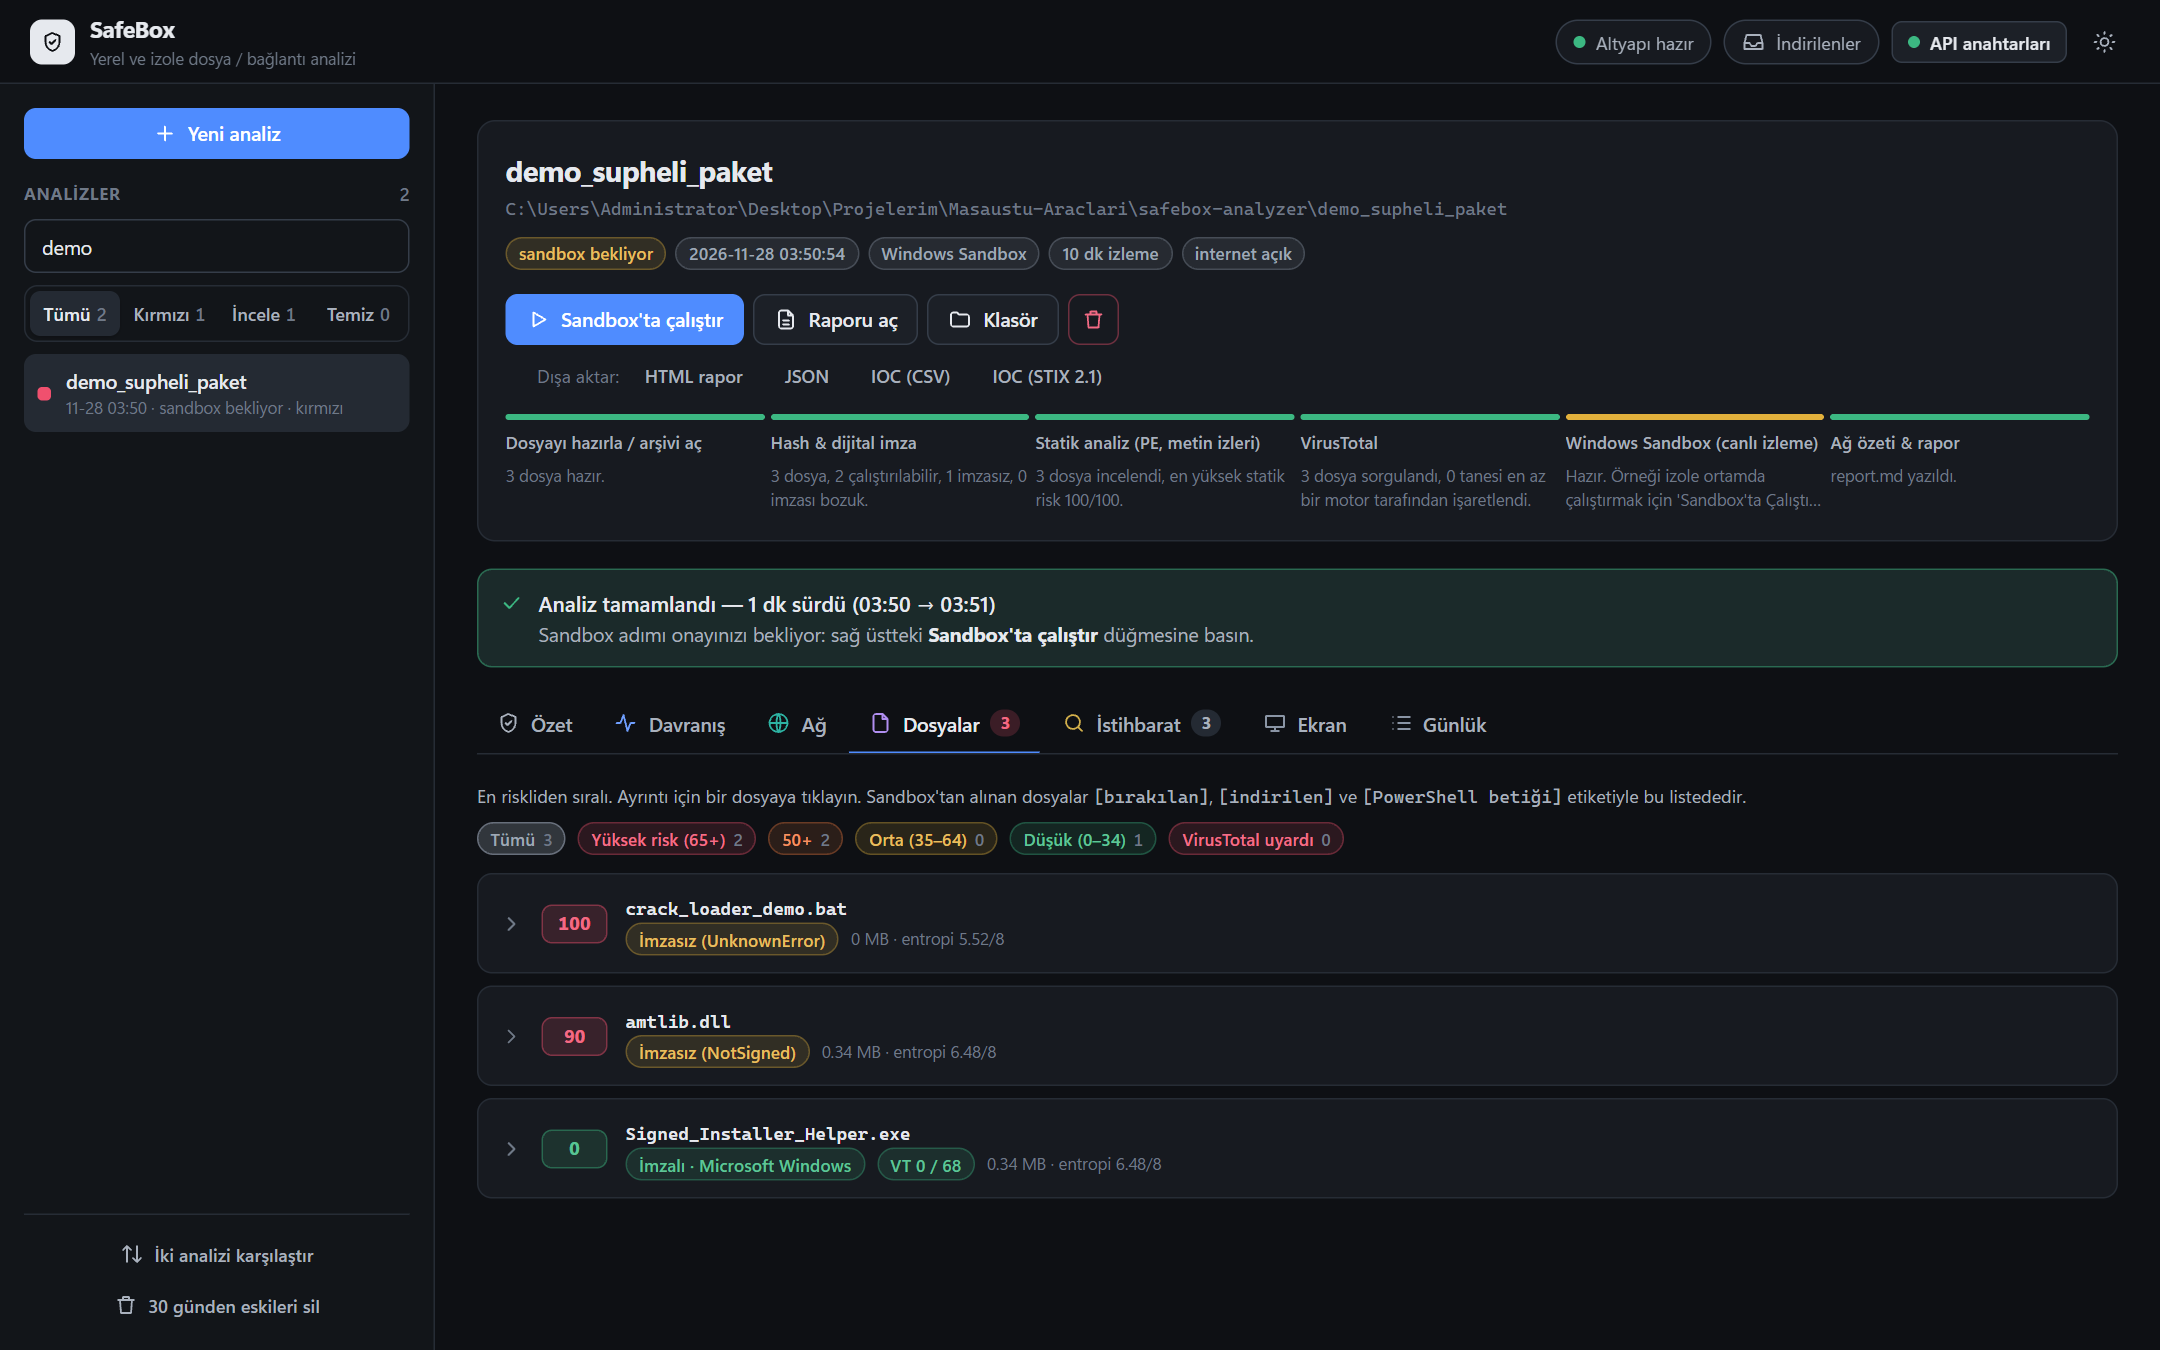 SafeBox
Yerel ve izole dosya / bağlantı analizi
Altyapı hazır
İndirilenler
API anahtarları
Yeni analiz
ANALİZLER 2
demo
Tümü 2 Kırmızı 1 İncele 1 Temiz 0
demo_supheli_paket
11-28 03:50 · sandbox bekliyor · kırmızı
İki analizi karşılaştır
30 günden eskileri sil
demo_supheli_paket
C:\Users\Administrator\Desktop\Projelerim\Masaustu-Araclari\safebox-analyzer\demo_supheli_paket
sandbox bekliyor 2026-11-28 03:50:54 Windows Sandbox 10 dk izleme internet açık
Sandbox'ta çalıştır Raporu aç Klasör
Dışa aktar: HTML rapor JSON IOC (CSV) IOC (STIX 2.1)
Dosyayı hazırla / arşivi aç
3 dosya hazır.
Hash & dijital imza
3 dosya, 2 çalıştırılabilir, 1 imzasız, 0
imzası bozuk.
Statik analiz (PE, metin izleri)
3 dosya incelendi, en yüksek statik
risk 100/100.
VirusTotal
3 dosya sorgulandı, 0 tanesi en az
bir motor tarafından işaretlendi.
Windows Sandbox (canlı izleme)
Hazır. Örneği izole ortamda
çalıştırmak için 'Sandbox'ta Çalıştı...
Ağ özeti & rapor
report.md yazıldı.
Analiz tamamlandı — 1 dk sürdü (03:50 → 03:51)
Sandbox adımı onayınızı bekliyor: sağ üstteki Sandbox'ta çalıştır düğmesine basın.
Özet Davranış Ağ Dosyalar 3 İstihbarat 3 Ekran Günlük
En riskliden sıralı. Ayrıntı için bir dosyaya tıklayın. Sandbox'tan alınan dosyalar [bırakılan], [indirilen] ve [PowerShell betiği] etiketiyle bu listededir.
Tümü 3 Yüksek risk (65+) 2 50+ 2 Orta (35–64) 0 Düşük (0–34) 1 VirusTotal uyardı 0
100
crack_loader_demo.bat
İmzasız (UnknownError) 0 MB · entropi 5.52/8
90
amtlib.dll
İmzasız (NotSigned) 0.34 MB · entropi 6.48/8
0
Signed_Installer_Helper.exe
İmzalı · Microsoft Windows VT 0 / 68 0.34 MB · entropi 6.48/8